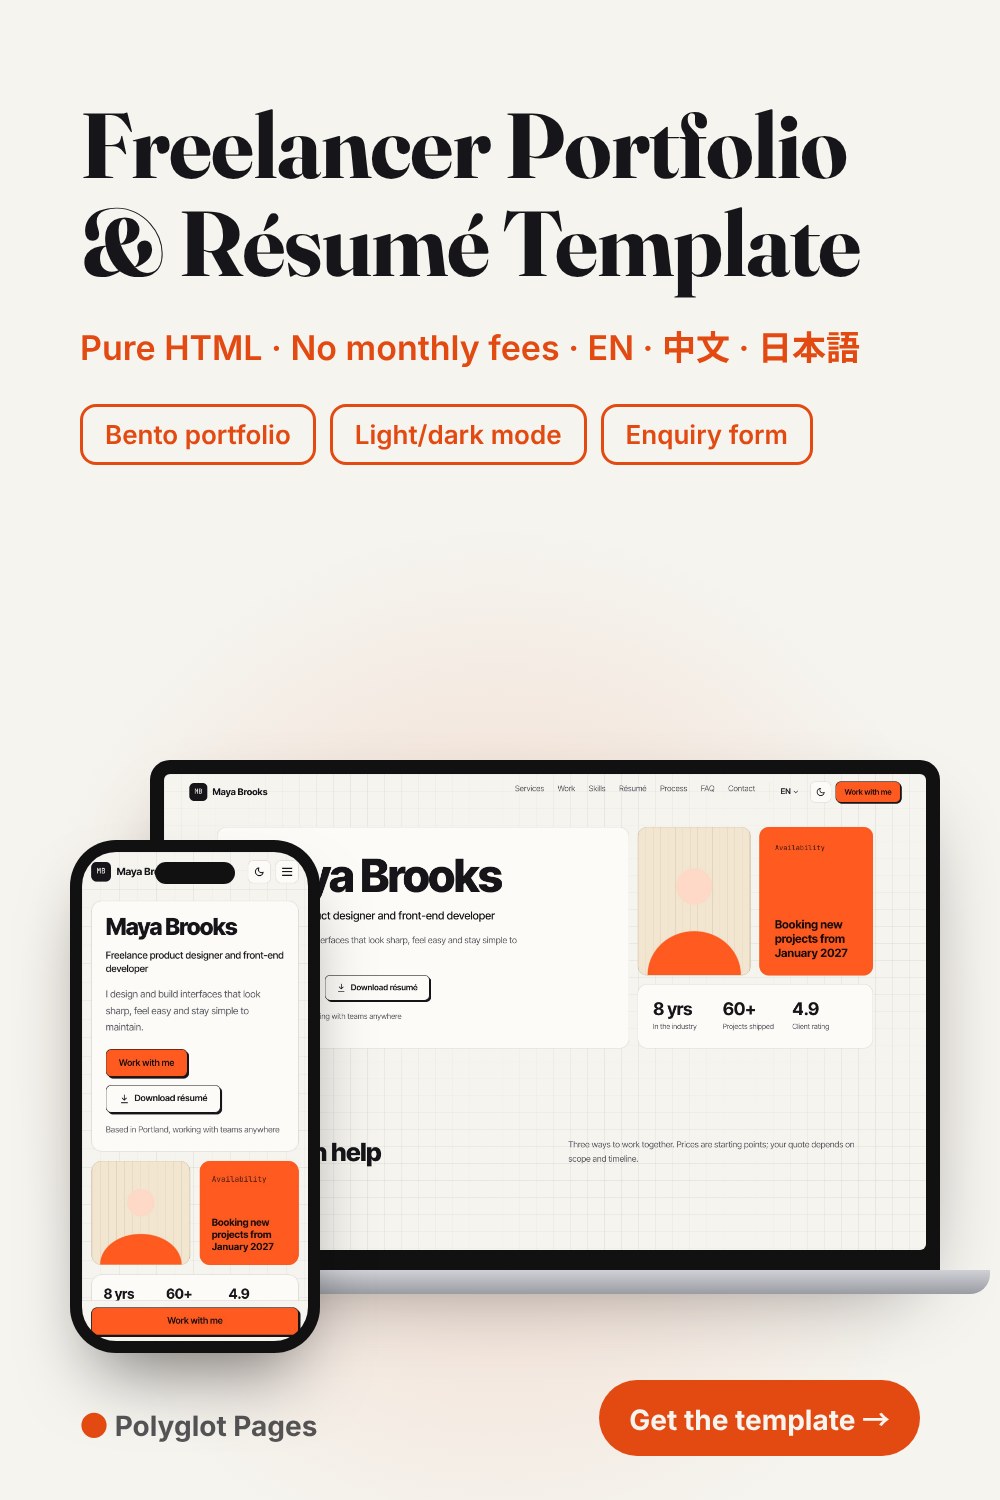 Freelancer Portfolio
& Résumé Template
Pure HTML · No monthly fees · EN · 中文 · 日本語
Bento portfolio
Light/dark mode
Enquiry form
MB
Maya Brooks
Services
Work
Skills
Résumé
Process
FAQ
Contact
EN
Work with me
ya Brooks
ct designer and front-end developer
erfaces that look sharp, feel easy and stay simple to
Download résumé
ng with teams anywhere
Availability
Booking new
projects from
January 2027
8 yrs
In the industry
60+
Projects shipped
4.9
Client rating
help
Three ways to work together. Prices are starting points; your quote depends on
scope and timeline.
MB
Maya Br
Maya Brooks
Freelance product designer and front-end
developer
I design and build interfaces that look
sharp, feel easy and stay simple to
maintain.
Work with me
Download résumé
Based in Portland, working with teams anywhere
Availability
Booking new
projects from
January 2027
8 yrs
60+
4.9
Work with me
Polyglot Pages
Get the template →